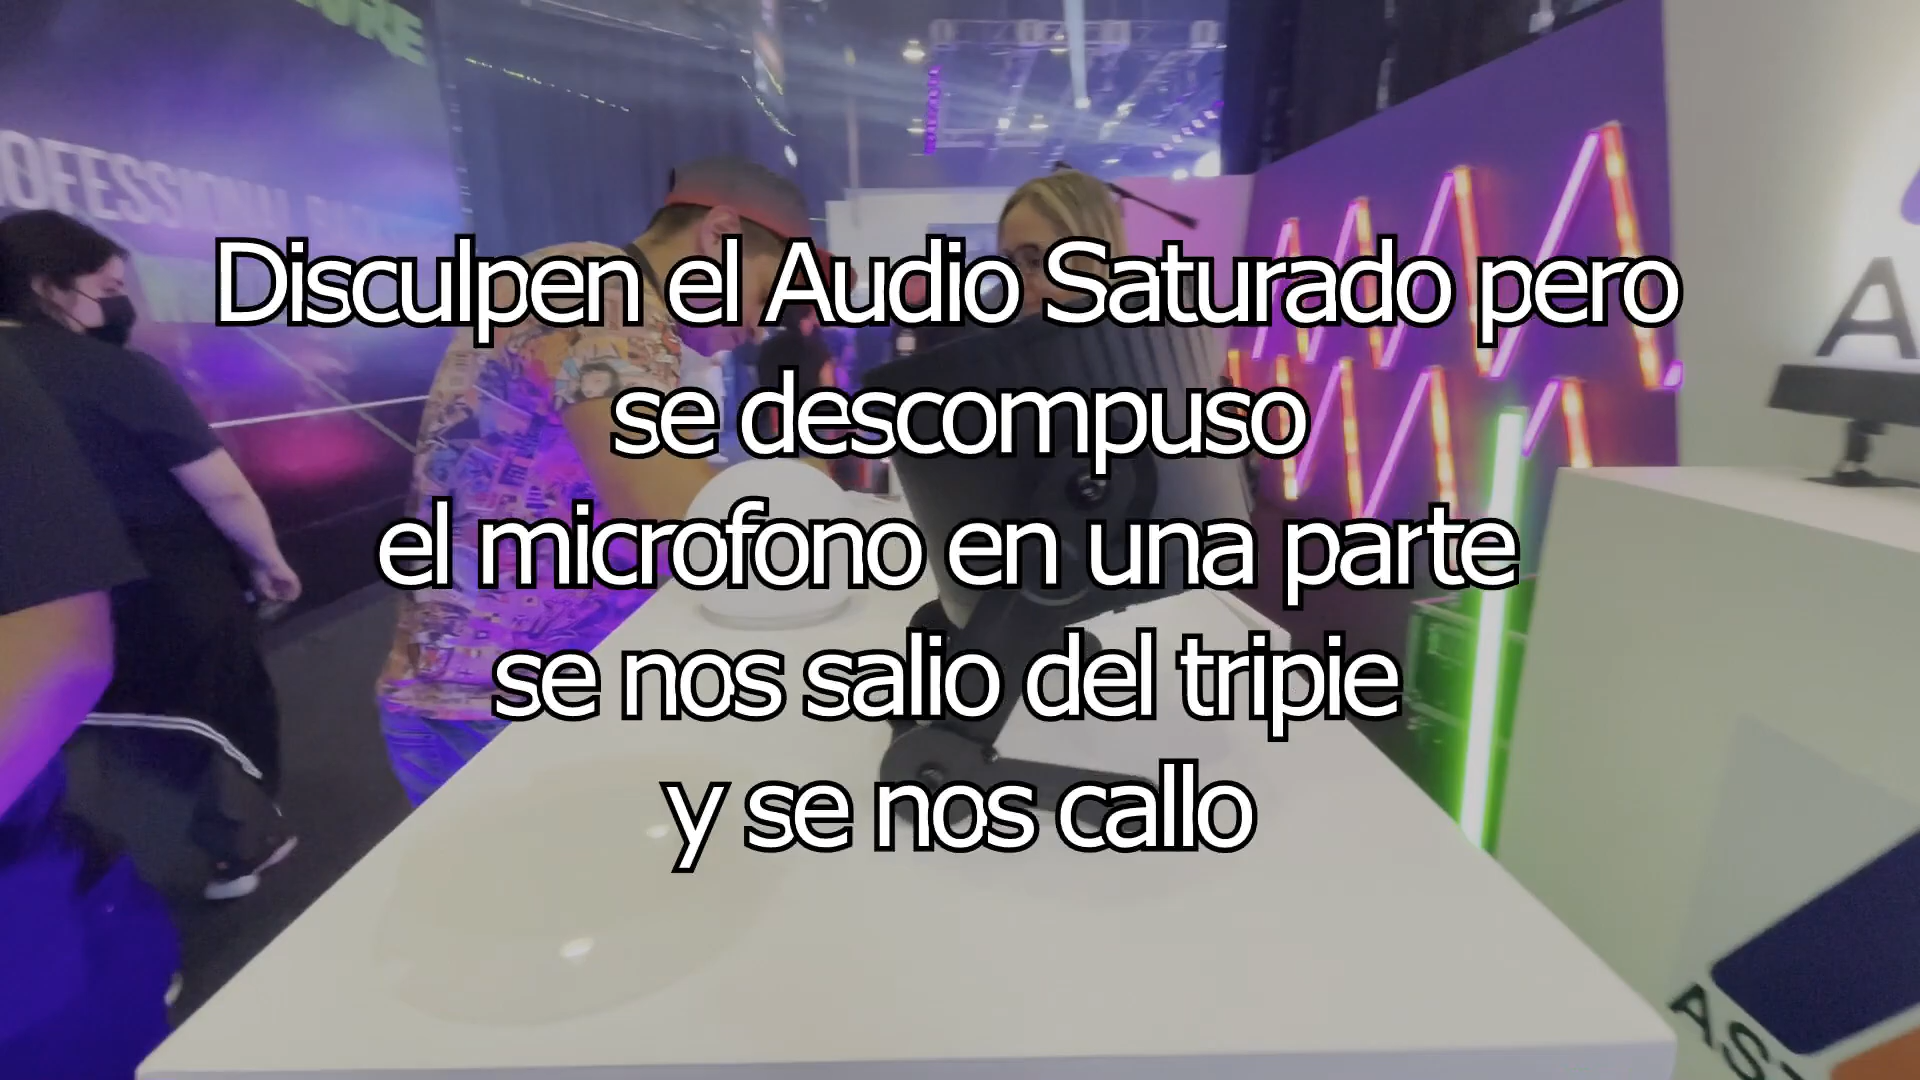 Disculpen el Audio Saturado pero
se descompuso
el microfono en una parte
se nos salio del tripie
y se nos callo